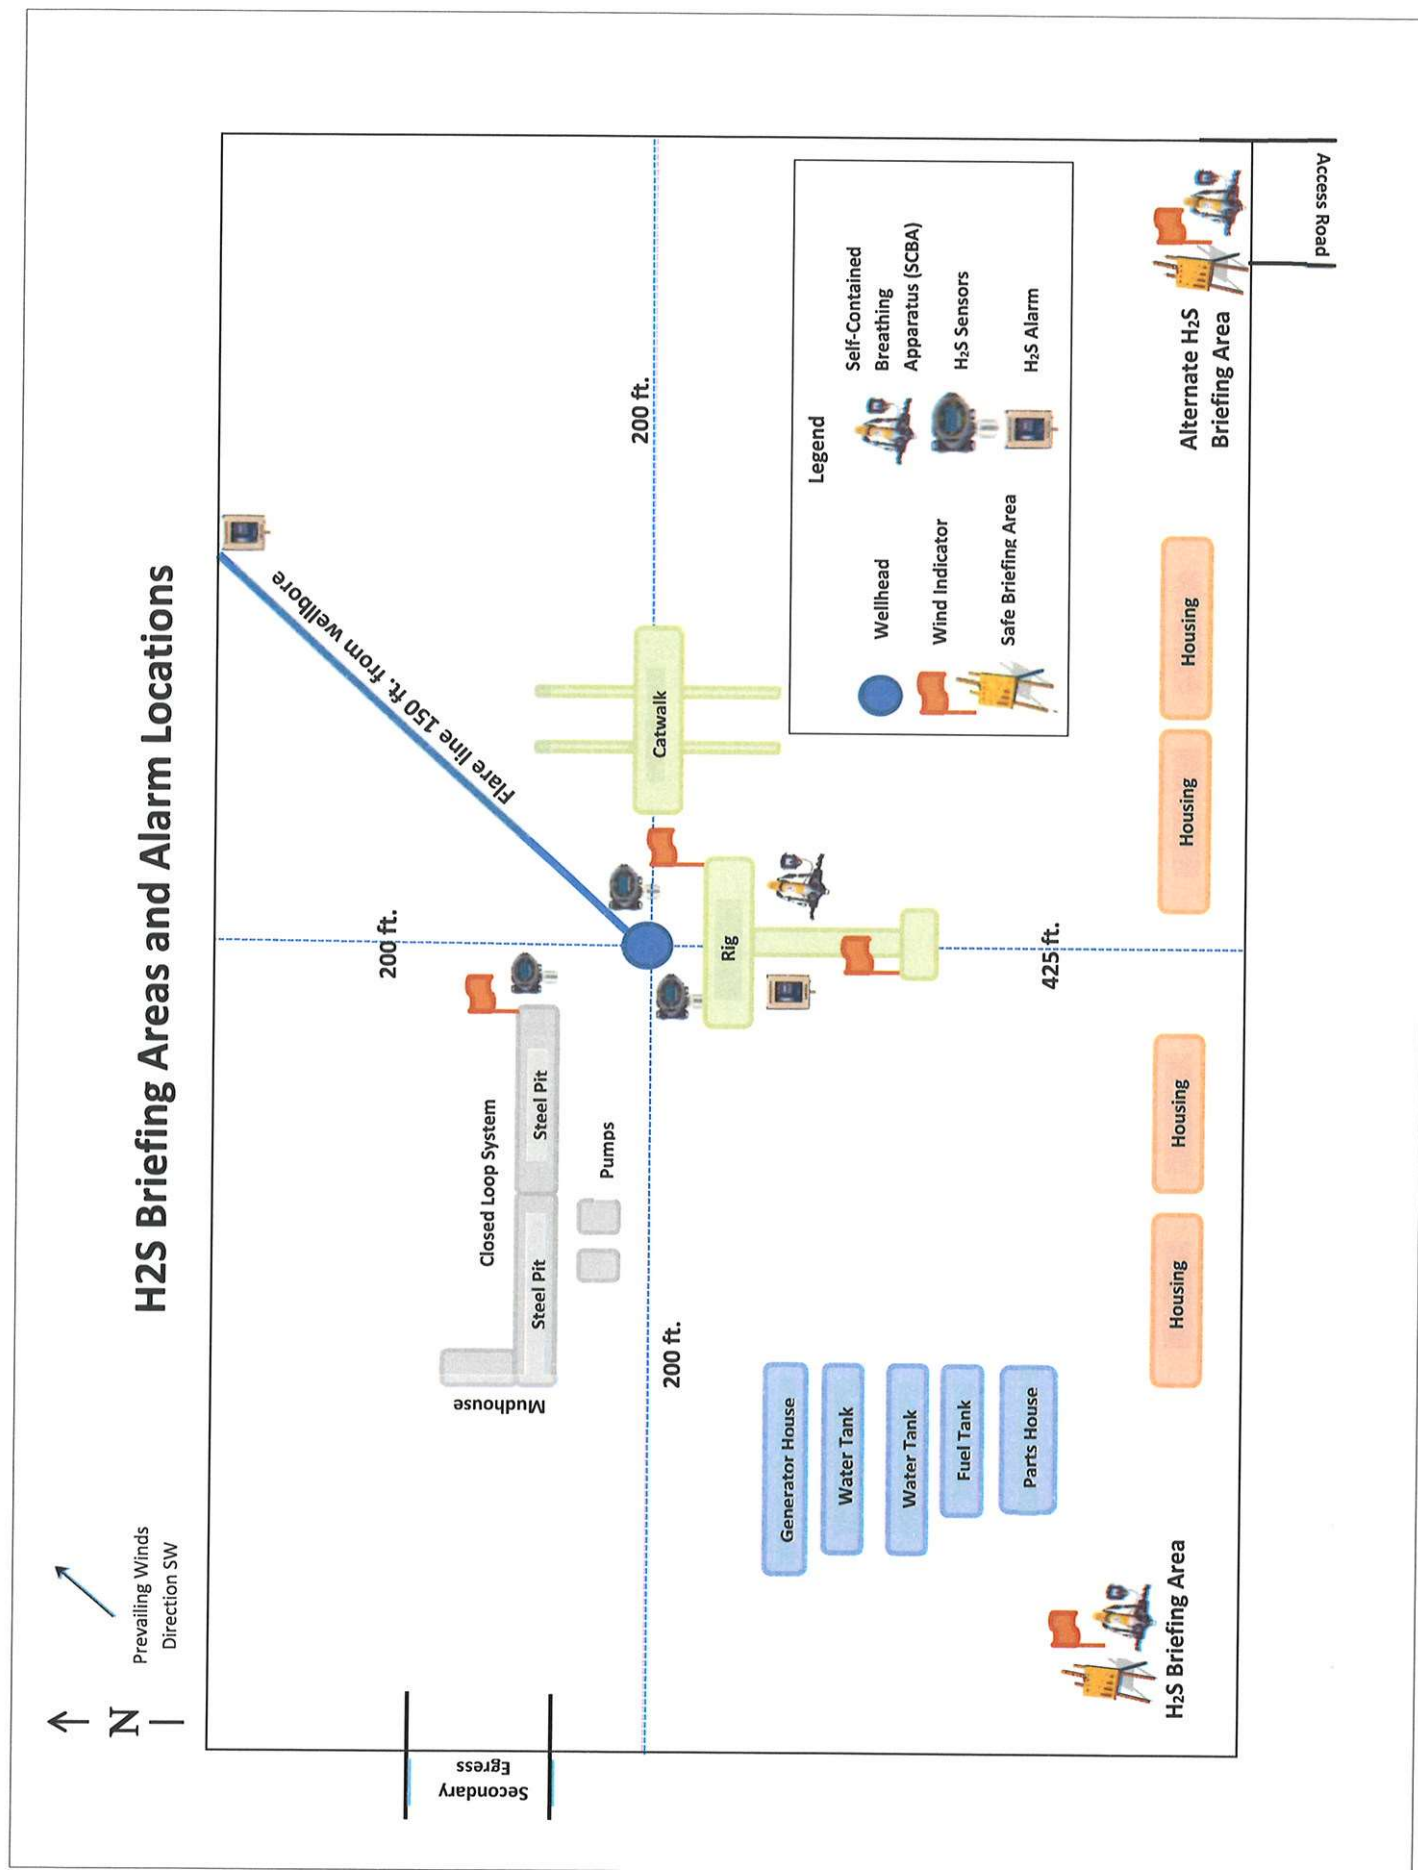 H2S Briefing Areas and Alarm Locations
N
Prevailing Winds
Direction SW
Secondary
Egress
Mudhouse
Closed Loop System
Steel Pit
Steel Pit
Pumps
200 ft.
Flare line 150 ft. from wellbore
200 ft.
200 ft.
Catwalk
Rig
425 ft.
Generator House
Water Tank
Water Tank
Fuel Tank
Parts House
Legend
Wellhead
Wind Indicator
Safe Briefing Area
Self-Contained
Breathing
Apparatus (SCBA)
H₂S Sensors
H₂S Alarm
H₂S Briefing Area
Housing
Housing
Housing
Housing
Alternate H₂S
Briefing Area
Access Road